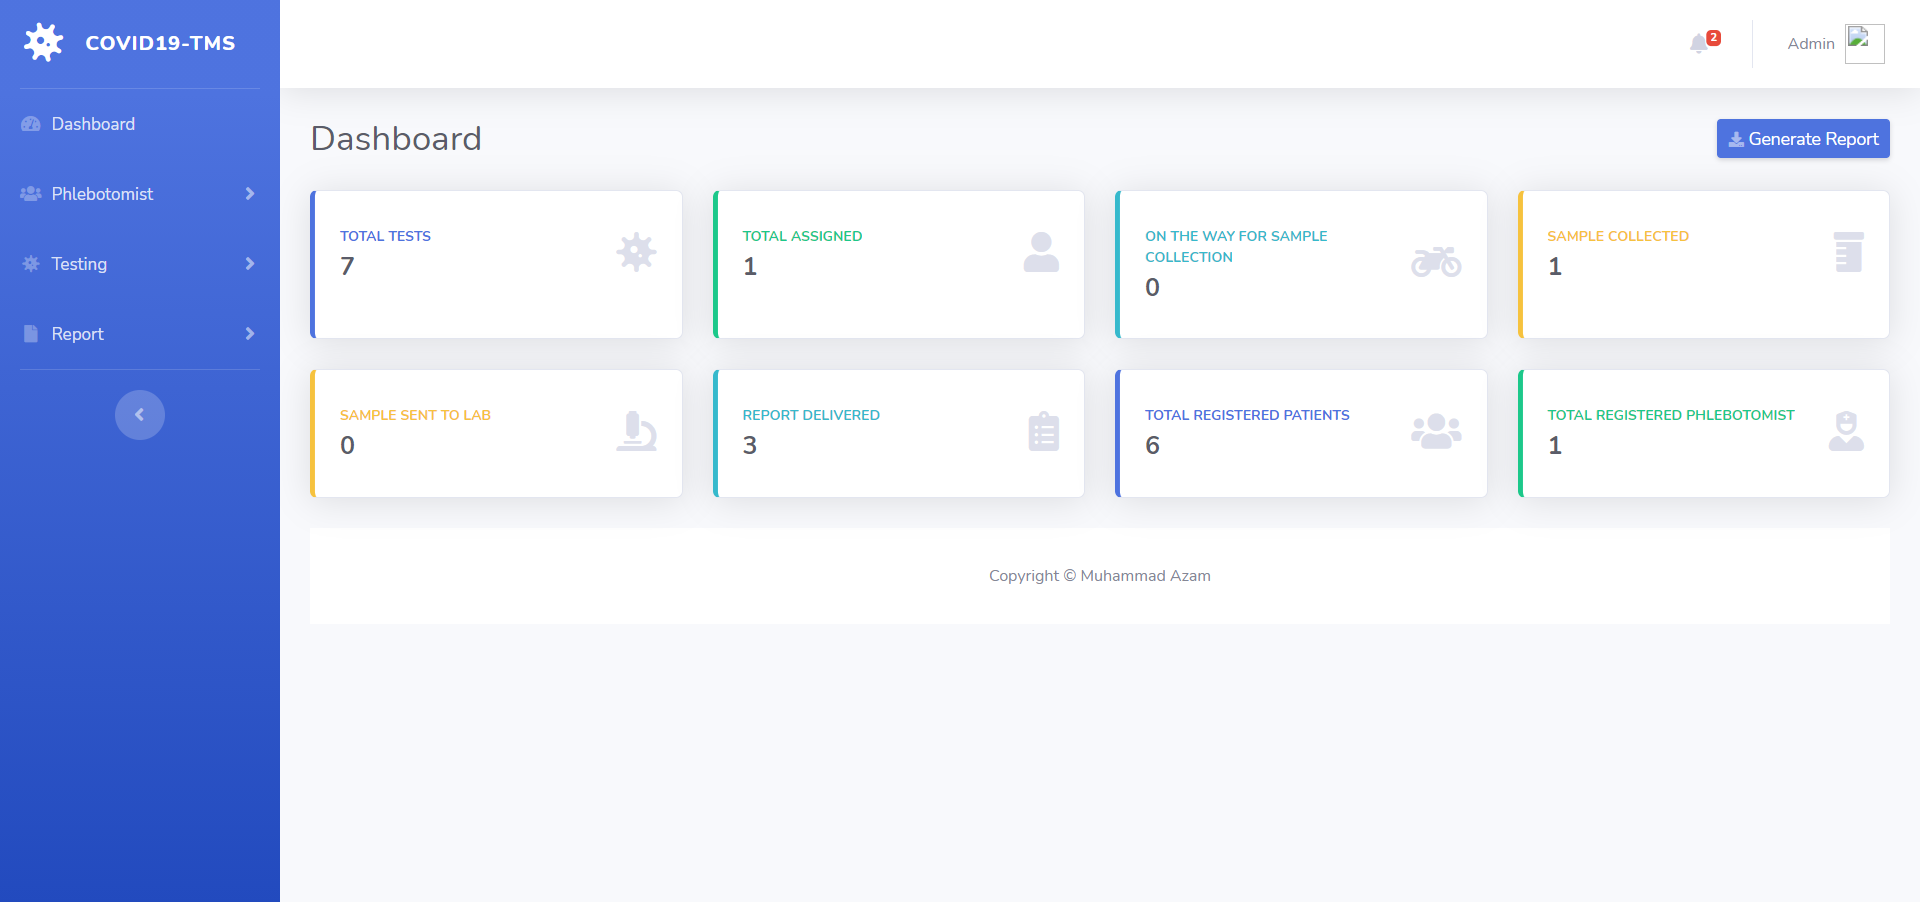 COVID19-TMS
2
Admin
Dashboard
Phlebotomist
Testing
Report
Dashboard
Generate Report
TOTAL TESTS
7
TOTAL ASSIGNED
1
ON THE WAY FOR SAMPLE
COLLECTION
0
SAMPLE COLLECTED
1
SAMPLE SENT TO LAB
0
REPORT DELIVERED
3
TOTAL REGISTERED PATIENTS
6
TOTAL REGISTERED PHLEBOTOMIST
1
Copyright © Muhammad Azam